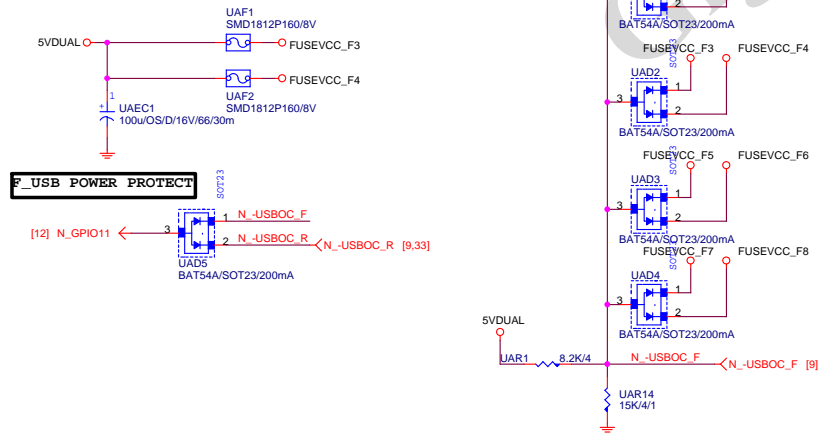 UAF1
SMD1812P160/8V
5VDUAL
FUSEVCC_F3
FUSEVCC_F4
UAF2
SMD1812P160/8V
+
1
UAEC1
100u/OS/D/16V/66/30m
F_USB POWER PROTECT
SOT23
[12] N_GPIO11
3
1
N_-USBOC_F
2
N_-USBOC_R
N_-USBOC_R [9,33]
UAD5
BAT54A/SOT23/200mA
BAT54A/SOT23/200mA
SOT23
FUSEVCC_F3
FUSEVCC_F4
UAD2
3
1
2
BAT54A/SOT23/200mA
SOT23
FUSEVCC_F5
FUSEVCC_F6
UAD3
3
1
2
BAT54A/SOT23/200mA
SOT23
FUSEVCC_F7
FUSEVCC_F8
UAD4
3
1
2
BAT54A/SOT23/200mA
5VDUAL
UAR1
8.2K/4
N_-USBOC_F
N_-USBOC_F [9]
UAR14
15K/4/1